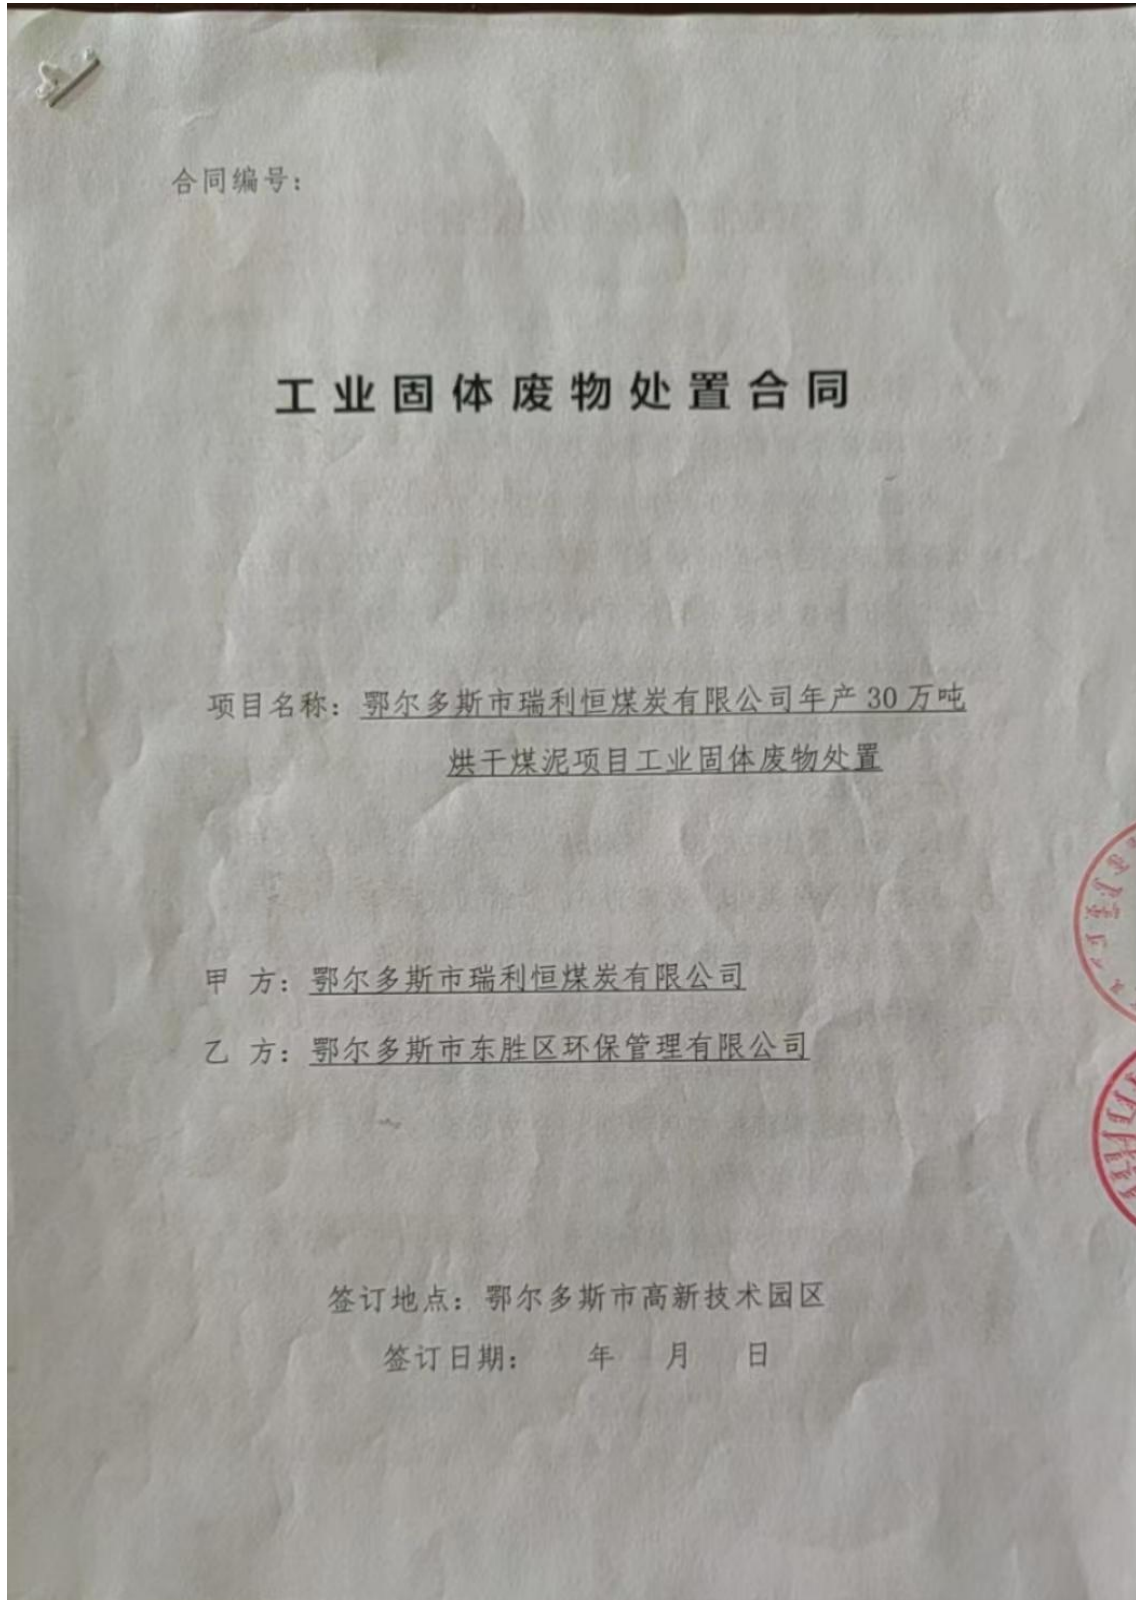 合同编号：
工业固体废物处置合同
项目名称：鄂尔多斯市瑞利恒煤炭有限公司年产 30 万吨
烘干煤泥项目工业固体废物处置
甲 方：鄂尔多斯市瑞利恒煤炭有限公司
乙 方：鄂尔多斯市东胜区环保管理有限公司
签订地点：鄂尔多斯市高新技术园区
签订日期： 年 月 日